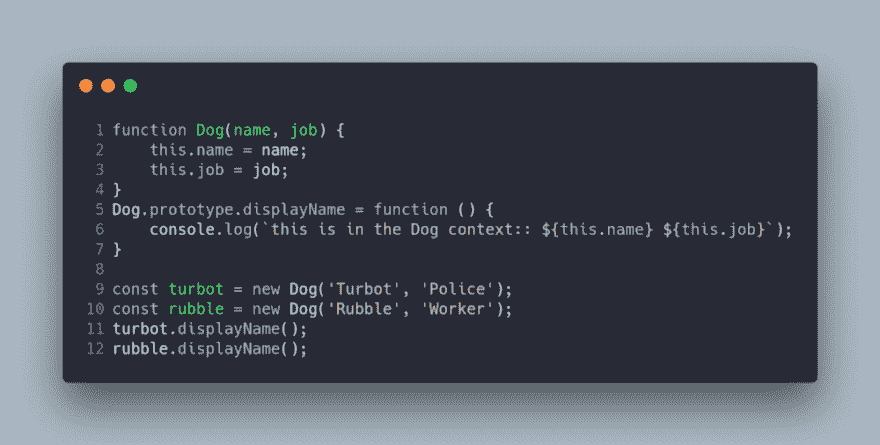 1 function Dog(name, job) {
2     this.name = name;
3     this.job = job;
4 }
5 Dog.prototype.displayName = function () {
6     console.log(`this is in the Dog context:: ${this.name} ${this.job}`);
7 }
8
9 const turbot = new Dog('Turbot', 'Police');
10 const rubble = new Dog('Rubble', 'Worker');
11 turbot.displayName();
12 rubble.displayName();